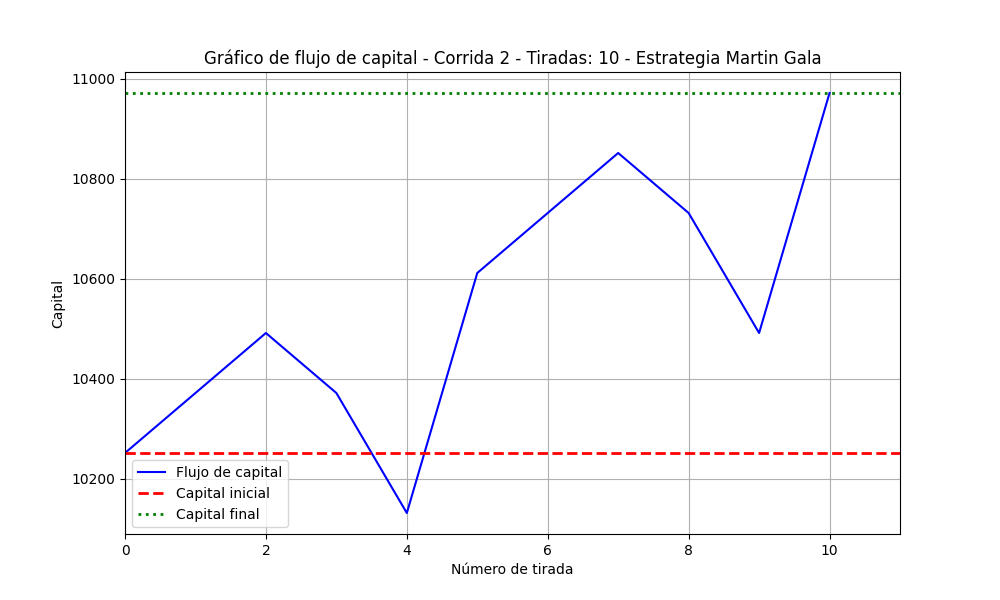 Gráfico de flujo de capital - Corrida 2 - Tiradas: 10 - Estrategia Martin Gala
11000
10800
10600
10400
10200
Capital
Flujo de capital
Capital inicial
Capital final
0 2 4 6 8 10
Número de tirada